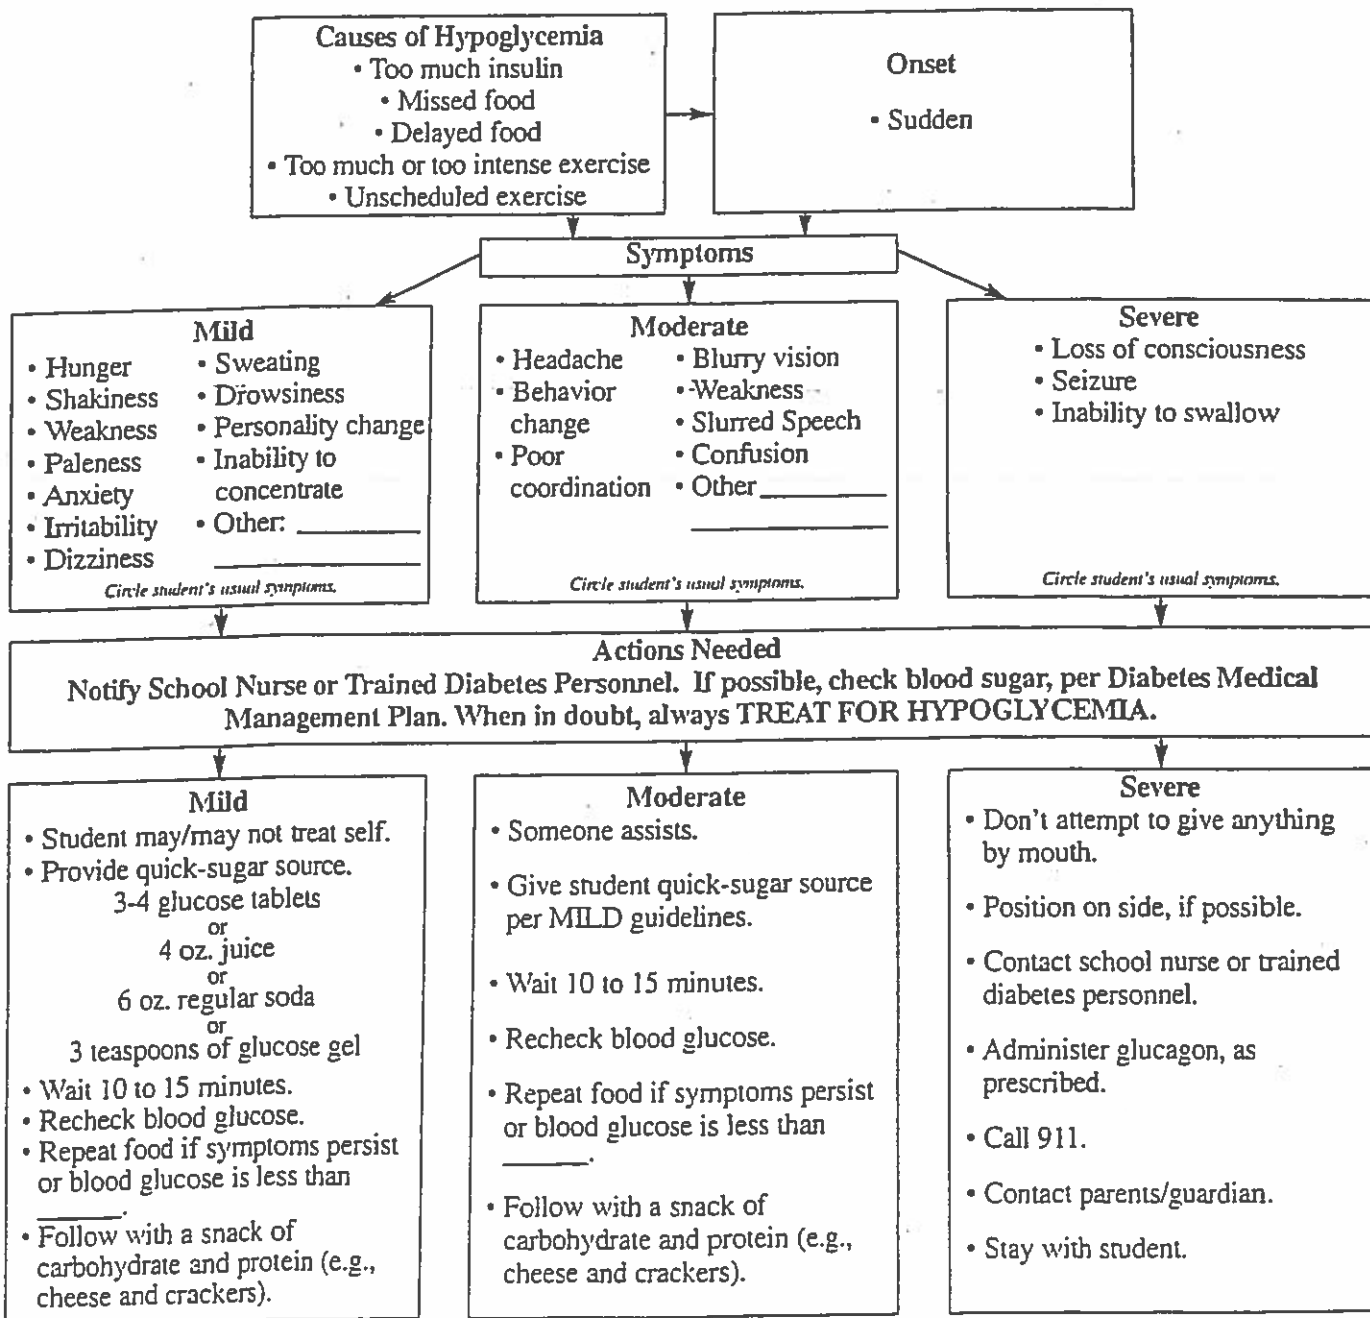 Causes of Hypoglycemia
• Too much insulin
• Missed food
• Delayed food
• Too much or too intense exercise
• Unscheduled exercise
Onset
• Sudden
Symptoms
Mild
• Hunger
• Shakiness
• Weakness
• Paleness
• Anxiety
• Irritability
• Dizziness
• Sweating
• Drowsiness
• Personality change
• Inability to
concentrate
• Other: ____________
____________
Circle student's usual symptoms.
Moderate
• Headache
• Behavior
change
• Poor
coordination
• Blurry vision
• Weakness
• Slurred Speech
• Confusion
• Other ____________
____________
Circle student's usual symptoms.
Severe
• Loss of consciousness
• Seizure
• Inability to swallow
Circle student's usual symptoms.
Actions Needed
Notify School Nurse or Trained Diabetes Personnel. If possible, check blood sugar, per Diabetes Medical
Management Plan. When in doubt, always TREAT FOR HYPOGLYCEMIA.
Mild
• Student may/may not treat self.
• Provide quick-sugar source.
3-4 glucose tablets
or
4 oz. juice
or
6 oz. regular soda
or
3 teaspoons of glucose gel
• Wait 10 to 15 minutes.
• Recheck blood glucose.
• Repeat food if symptoms persist
or blood glucose is less than
______.
• Follow with a snack of
carbohydrate and protein (e.g.,
cheese and crackers).
Moderate
• Someone assists.
• Give student quick-sugar source
per MILD guidelines.
• Wait 10 to 15 minutes.
• Recheck blood glucose.
• Repeat food if symptoms persist
or blood glucose is less than
______.
• Follow with a snack of
carbohydrate and protein (e.g.,
cheese and crackers).
Severe
• Don't attempt to give anything
by mouth.
• Position on side, if possible.
• Contact school nurse or trained
diabetes personnel.
• Administer glucagon, as
prescribed.
• Call 911.
• Contact parents/guardian.
• Stay with student.